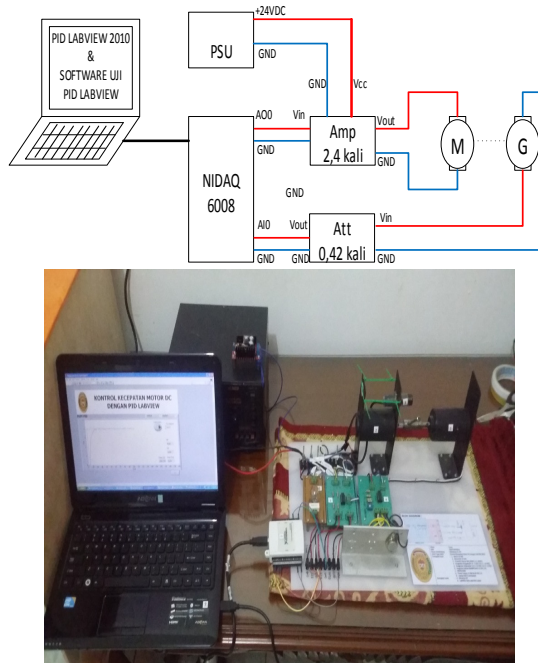 PID LABVIEW 2010
&
SOFTWARE UJI
PID LABVIEW
PSU
+24VDC
GND
GND
Vcc
NIDAQ
6008
AO0
Vin
GND
Amp
2,4 kali
Vout
GND
M
G
GND
AI0
Vout
GND
GND
Att
0,42 kali
Vin
GND
KONTROL KECEPATAN MOTOR DC
DENGAN PID LABVIEW